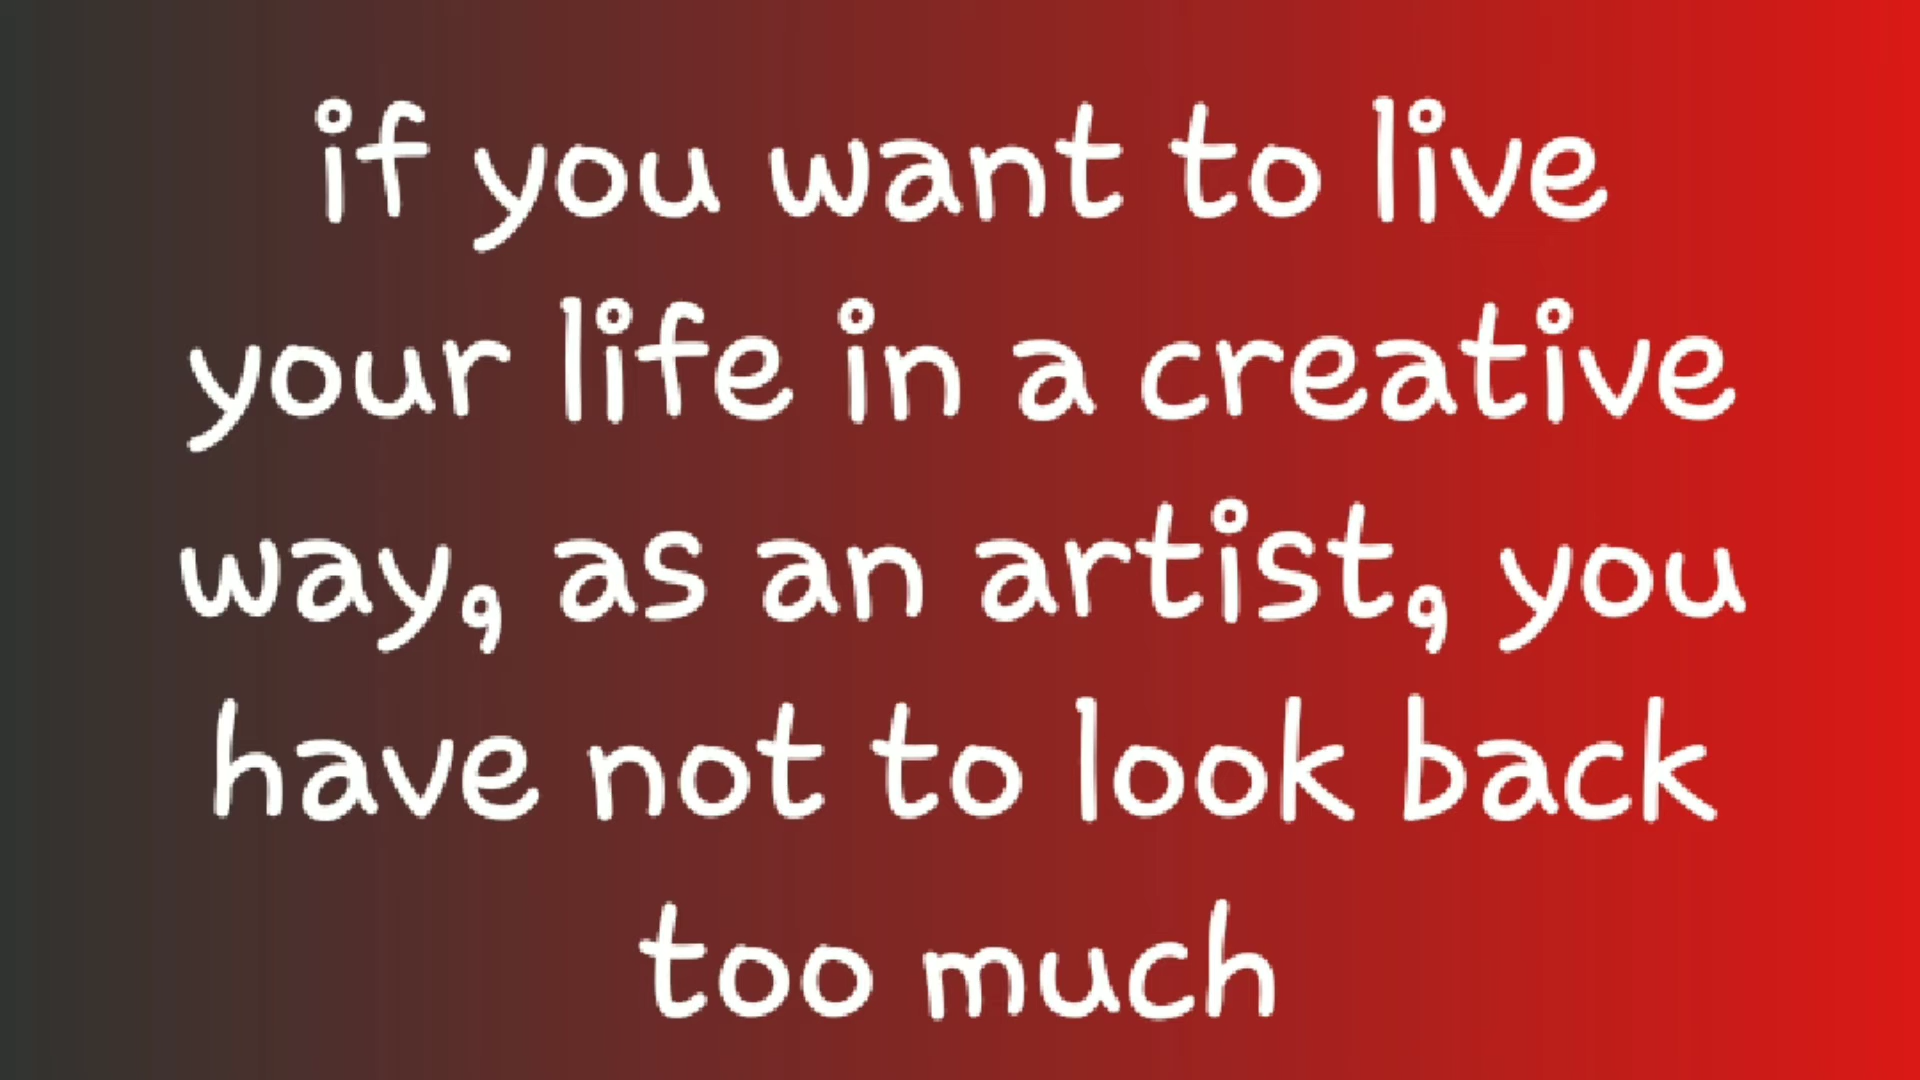 if you want to live
your life in a creative
way, as an artist, you
have not to look back
too much